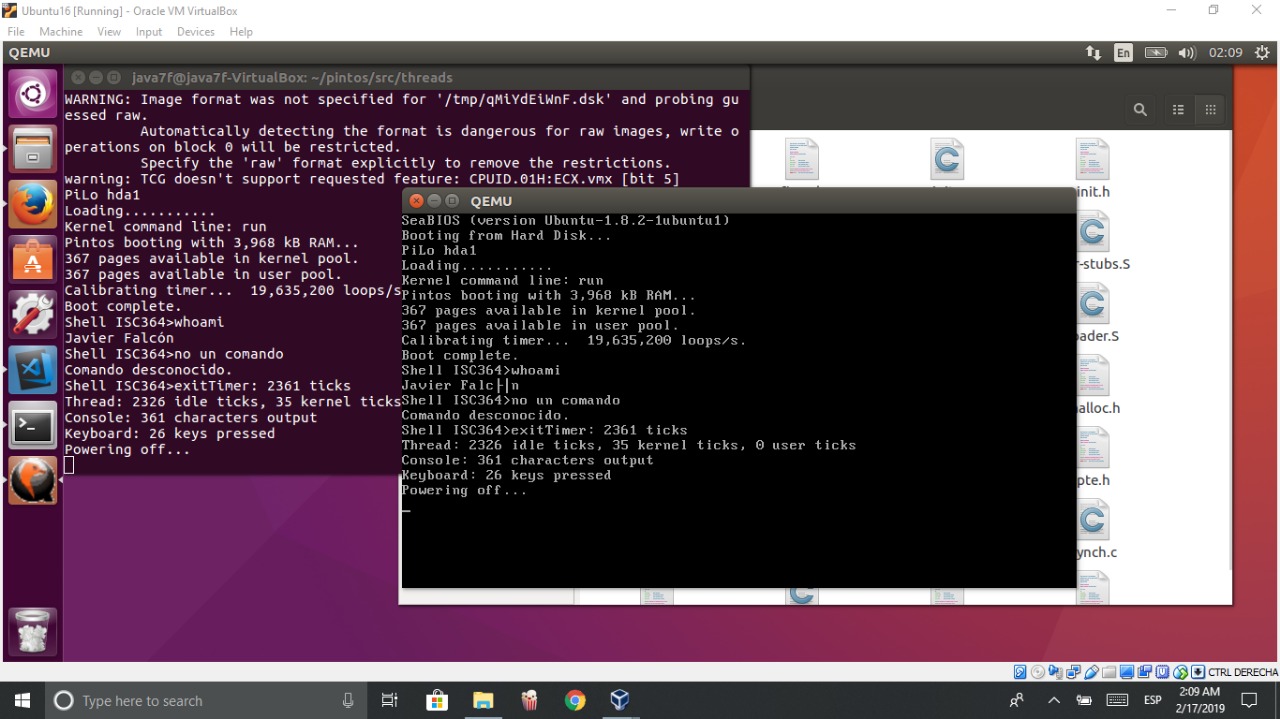 Ubuntu16 [Running] - Oracle VM VirtualBox
File Machine View Input Devices Help
QEMU
En
02:09
java7f@java7f-VirtualBox: ~/pintos/src/threads
WARNING: Image format was not specified for '/tmp/qMiYdEiWnF.dsk' and probing gu
essed raw.
Automatically detecting the format is dangerous for raw images, write o
perations on block 0 will be restricted.
Specify the 'raw' format explicitly to remove the restrictions.
warning: TCG doesn't support requested feature: CPUID.01H:ECX.vmx [bit 5]
PiLo hda1
Loading...........
Kernel command line: run
Pintos booting with 3,968 kB RAM...
367 pages available in kernel pool.
367 pages available in user pool.
Calibrating timer...  19,635,200 loops/s
Boot complete.
Shell ISC364>whoami
Javier Falcón
Shell ISC364>no un comando
Comando desconocido.
Shell ISC364>exitTimer: 2361 ticks
Thread: 2326 idle ticks, 35 kernel ticks
Console: 361 characters output
Keyboard: 26 keys pressed
Powering off...
QEMU
SeaBIOS (version Ubuntu-1.8.2-1ubuntu1)
Booting from Hard Disk...
PiLo hda1
Loading...........
Kernel command line: run
Pintos booting with 3,968 kB RAM...
367 pages available in kernel pool.
367 pages available in user pool.
Calibrating timer...  19,635,200 loops/s.
Boot complete.
Shell ISC364>whoami
Javier Falc├│n
Shell ISC364>no un comando
Comando desconocido.
Shell ISC364>exitTimer: 2361 ticks
Thread: 2326 idle ticks, 35 kernel ticks, 0 user ticks
Console: 361 characters output
Keyboard: 26 keys pressed
Powering off...
init.h
r-stubs.S
ader.S
alloc.h
pte.h
ynch.c
CTRL DERECHA
Type here to search
ESP
2:09 AM
2/17/2019